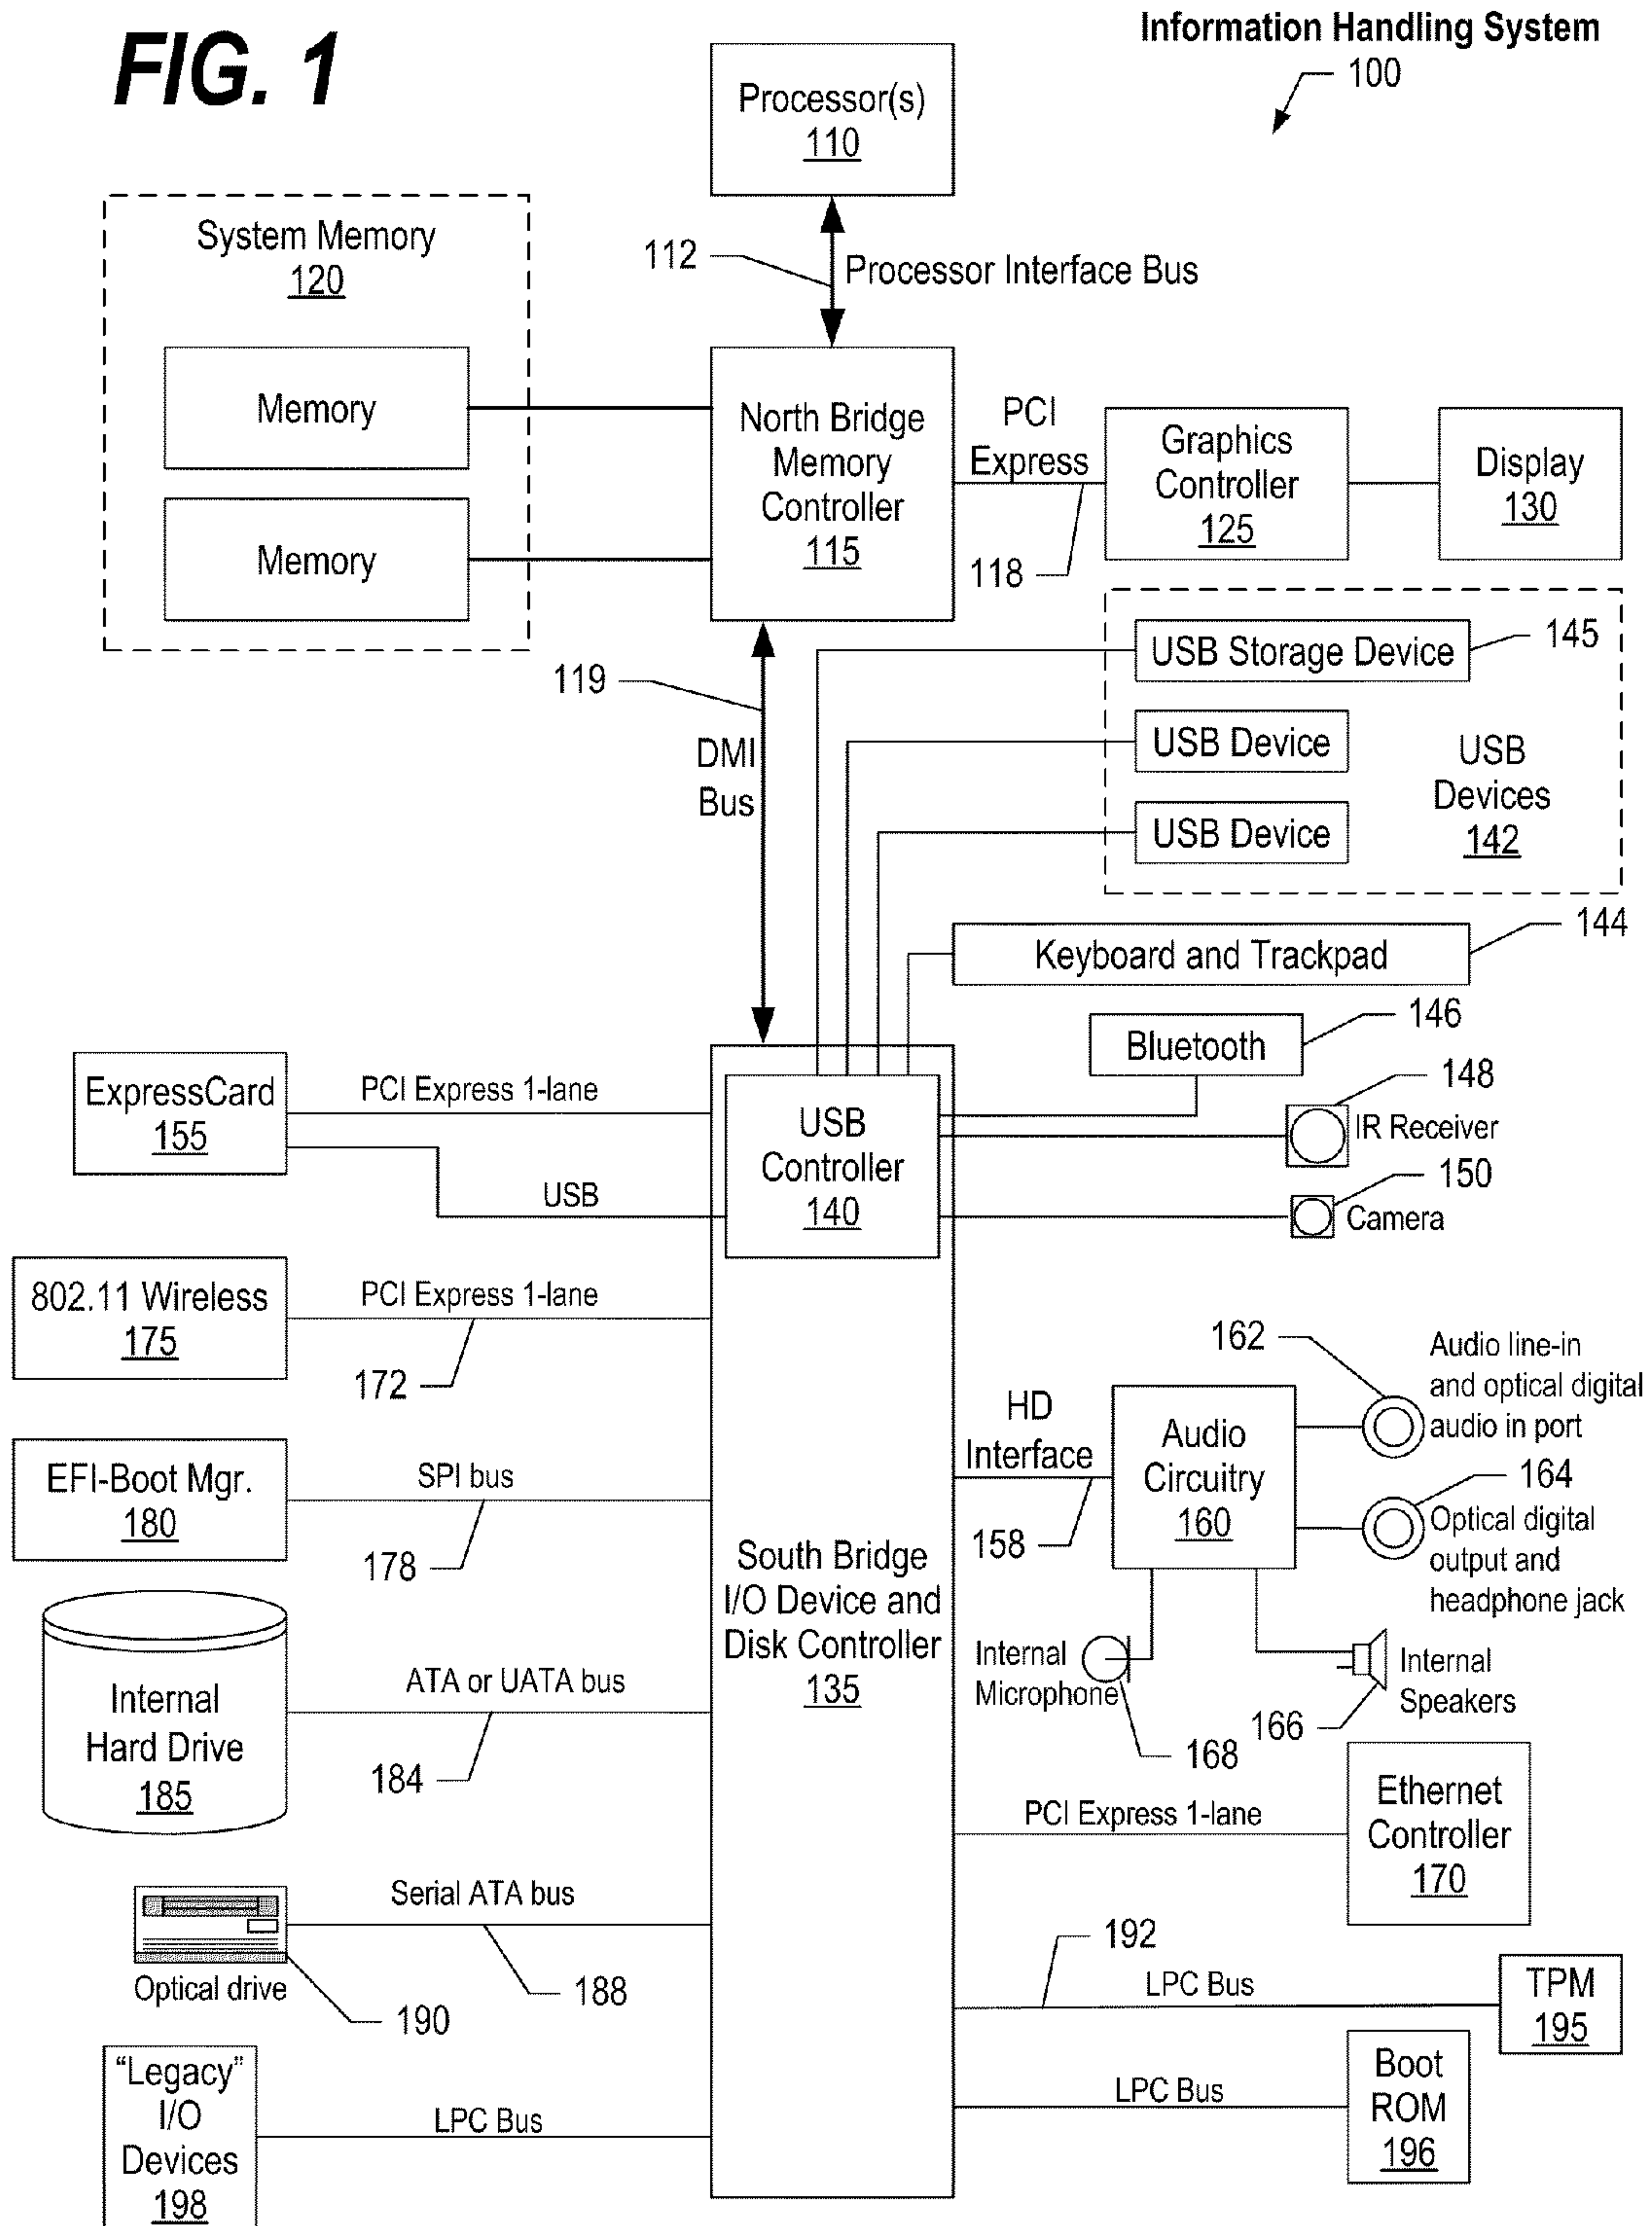 FIG. 1
Information Handling System
100
Processor(s)
110
System Memory
120
112
Processor Interface Bus
Memory
Memory
North Bridge
Memory
Controller
115
PCI
Express
118
Graphics
Controller
125
Display
130
119
DMI
Bus
USB Storage Device
145
USB Device
USB Device
USB
Devices
142
Keyboard and Trackpad
144
Bluetooth
146
148
IR Receiver
150
Camera
ExpressCard
155
PCI Express 1-lane
USB
USB
Controller
140
802.11 Wireless
175
PCI Express 1-lane
172
EFI-Boot Mgr.
180
SPI bus
178
South Bridge
I/O Device and
Disk Controller
135
HD
Interface
158
Audio
Circuitry
160
162
Audio line-in
and optical digital
audio in port
164
Optical digital
output and
headphone jack
Internal
Microphone
168
Internal
Speakers
166
Internal
Hard Drive
185
ATA or UATA bus
184
PCI Express 1-lane
Ethernet
Controller
170
Serial ATA bus
188
Optical drive
190
192
LPC Bus
TPM
195
"Legacy"
I/O
Devices
198
LPC Bus
LPC Bus
Boot
ROM
196